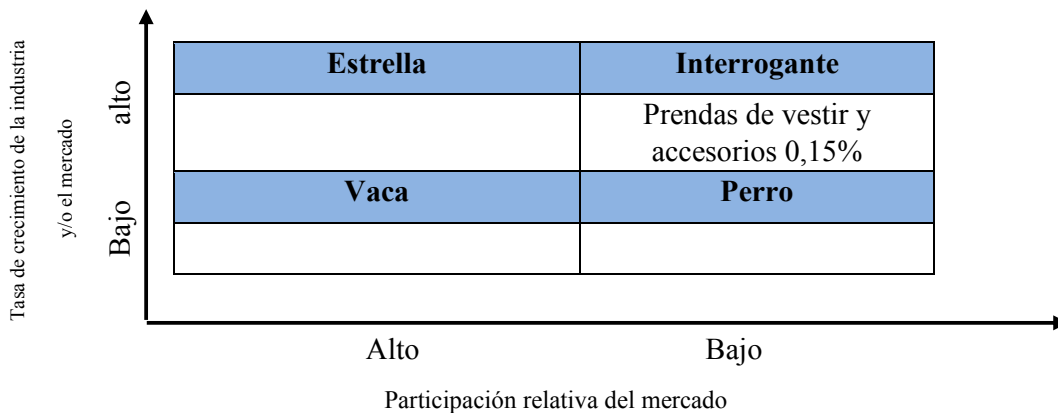 Tasa de crecimiento de la industria
y/o el mercado
alto
Bajo
Estrella
Interrogante
Prendas de vestir y
accesorios 0,15%
Vaca
Perro
Alto
Bajo
Participación relativa del mercado